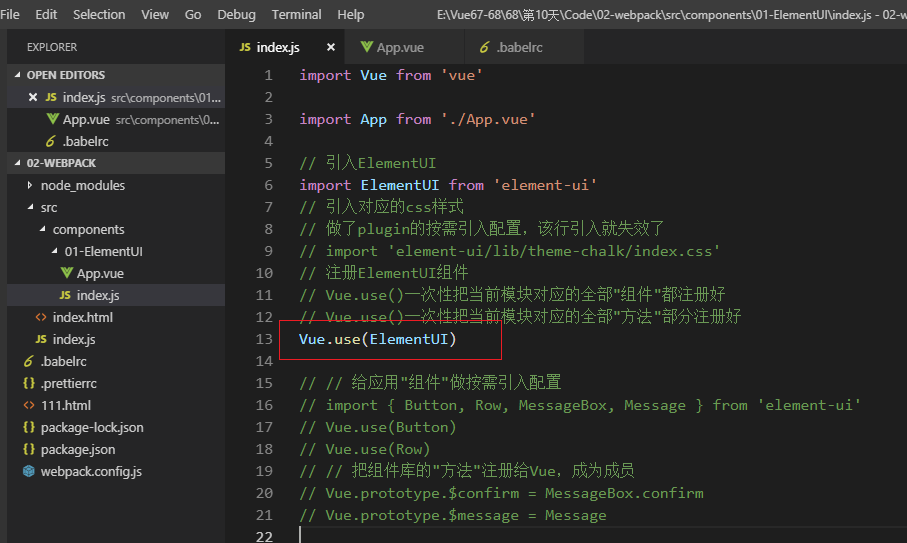 File Edit Selection View Go Debug Terminal Help E:\Vue67-68\68\第10天\Code\02-webpack\src\components\01-ElementUI\index.js - 02-w
EXPLORER
OPEN EDITORS
index.js src\components\01...
App.vue src\components\0...
.babelrc
02-WEBPACK
node_modules
src
components
01-ElementUI
App.vue
index.js
index.html
index.js
.babelrc
.prettierrc
111.html
package-lock.json
package.json
webpack.config.js
JS index.js × App.vue .babelrc
1 import Vue from 'vue'
2
3 import App from './App.vue'
4
5 // 引入ElementUI
6 import ElementUI from 'element-ui'
7 // 引入对应的css样式
8 // 做了plugin的按需引入配置，该行引入就失效了
9 // import 'element-ui/lib/theme-chalk/index.css'
10 // 注册ElementUI组件
11 // Vue.use()一次性把当前模块对应的全部"组件"都注册好
12 // Vue.use()一次性把当前模块对应的全部"方法"部分注册好
13 Vue.use(ElementUI)
14
15 // // 给应用"组件"做按需引入配置
16 // import { Button, Row, MessageBox, Message } from 'element-ui'
17 // Vue.use(Button)
18 // Vue.use(Row)
19 // // 把组件库的"方法"注册给Vue，成为成员
20 // Vue.prototype.$confirm = MessageBox.confirm
21 // Vue.prototype.$message = Message
22